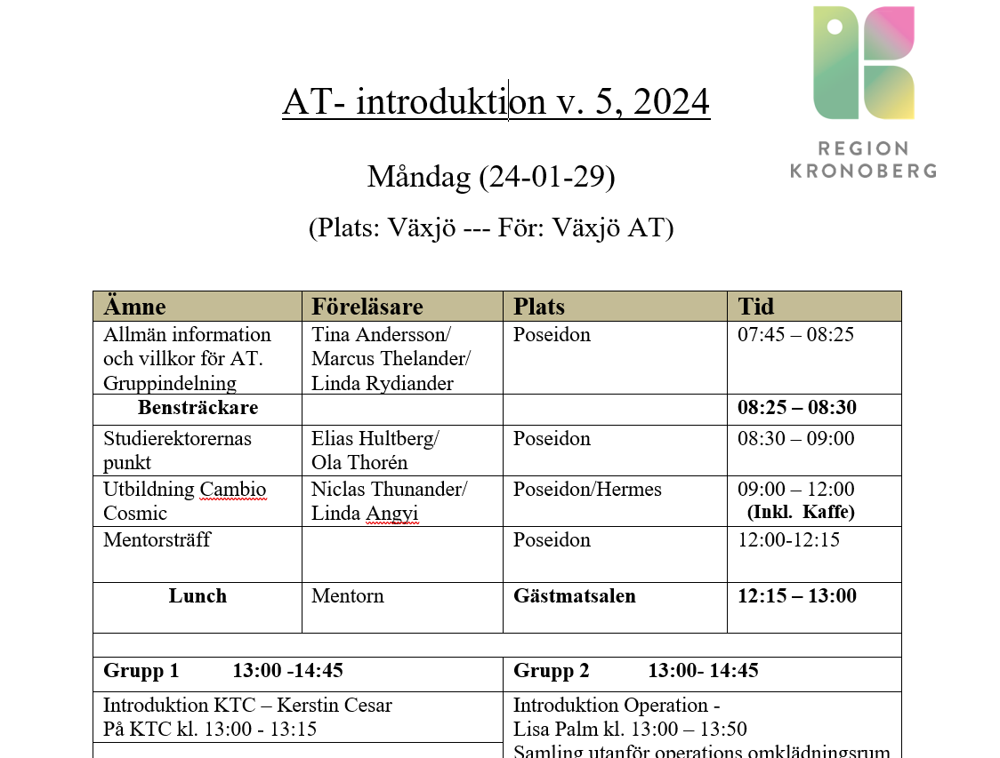 REGION
KRONOBERG
AT- introduktion v. 5, 2024
Måndag (24-01-29)
(Plats: Växjö --- För: Växjö AT)
Ämne Föreläsare Plats Tid
Allmän information Tina Andersson/ Poseidon 07:45 – 08:25
och villkor för AT. Marcus Thelander/
Gruppindelning Linda Rydiander
Bensträckare 08:25 – 08:30
Studierektorernas Elias Hultberg/ Poseidon 08:30 – 09:00
punkt Ola Thorén
Utbildning Cambio Niclas Thunander/ Poseidon/Hermes 09:00 – 12:00
Cosmic Linda Angyi (Inkl. Kaffe)
Mentorsträff Poseidon 12:00-12:15
Lunch Mentorn Gästmatsalen 12:15 – 13:00
Grupp 1 13:00 -14:45 Grupp 2 13:00- 14:45
Introduktion KTC – Kerstin Cesar Introduktion Operation -
På KTC kl. 13:00 - 13:15 Lisa Palm kl. 13:00 – 13:50
Samling utanför operations omklädningsrum